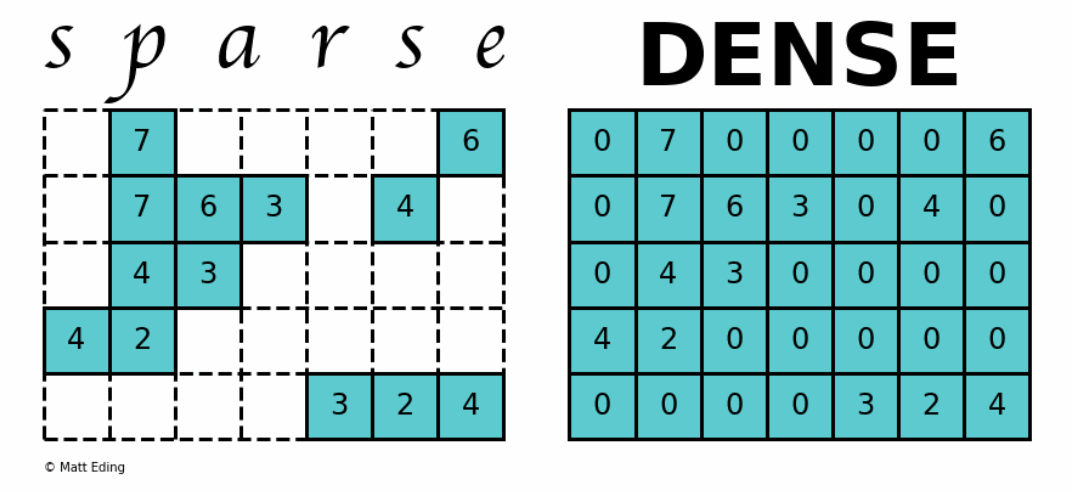 sparse DENSE
7 6 0 7 0 0 0 0 6
7 6 3 4 0 7 6 3 0 4 0
4 3 0 4 3 0 0 0 0
4 2 4 2 0 0 0 0 0
3 2 4 0 0 0 0 3 2 4
© Matt Eding